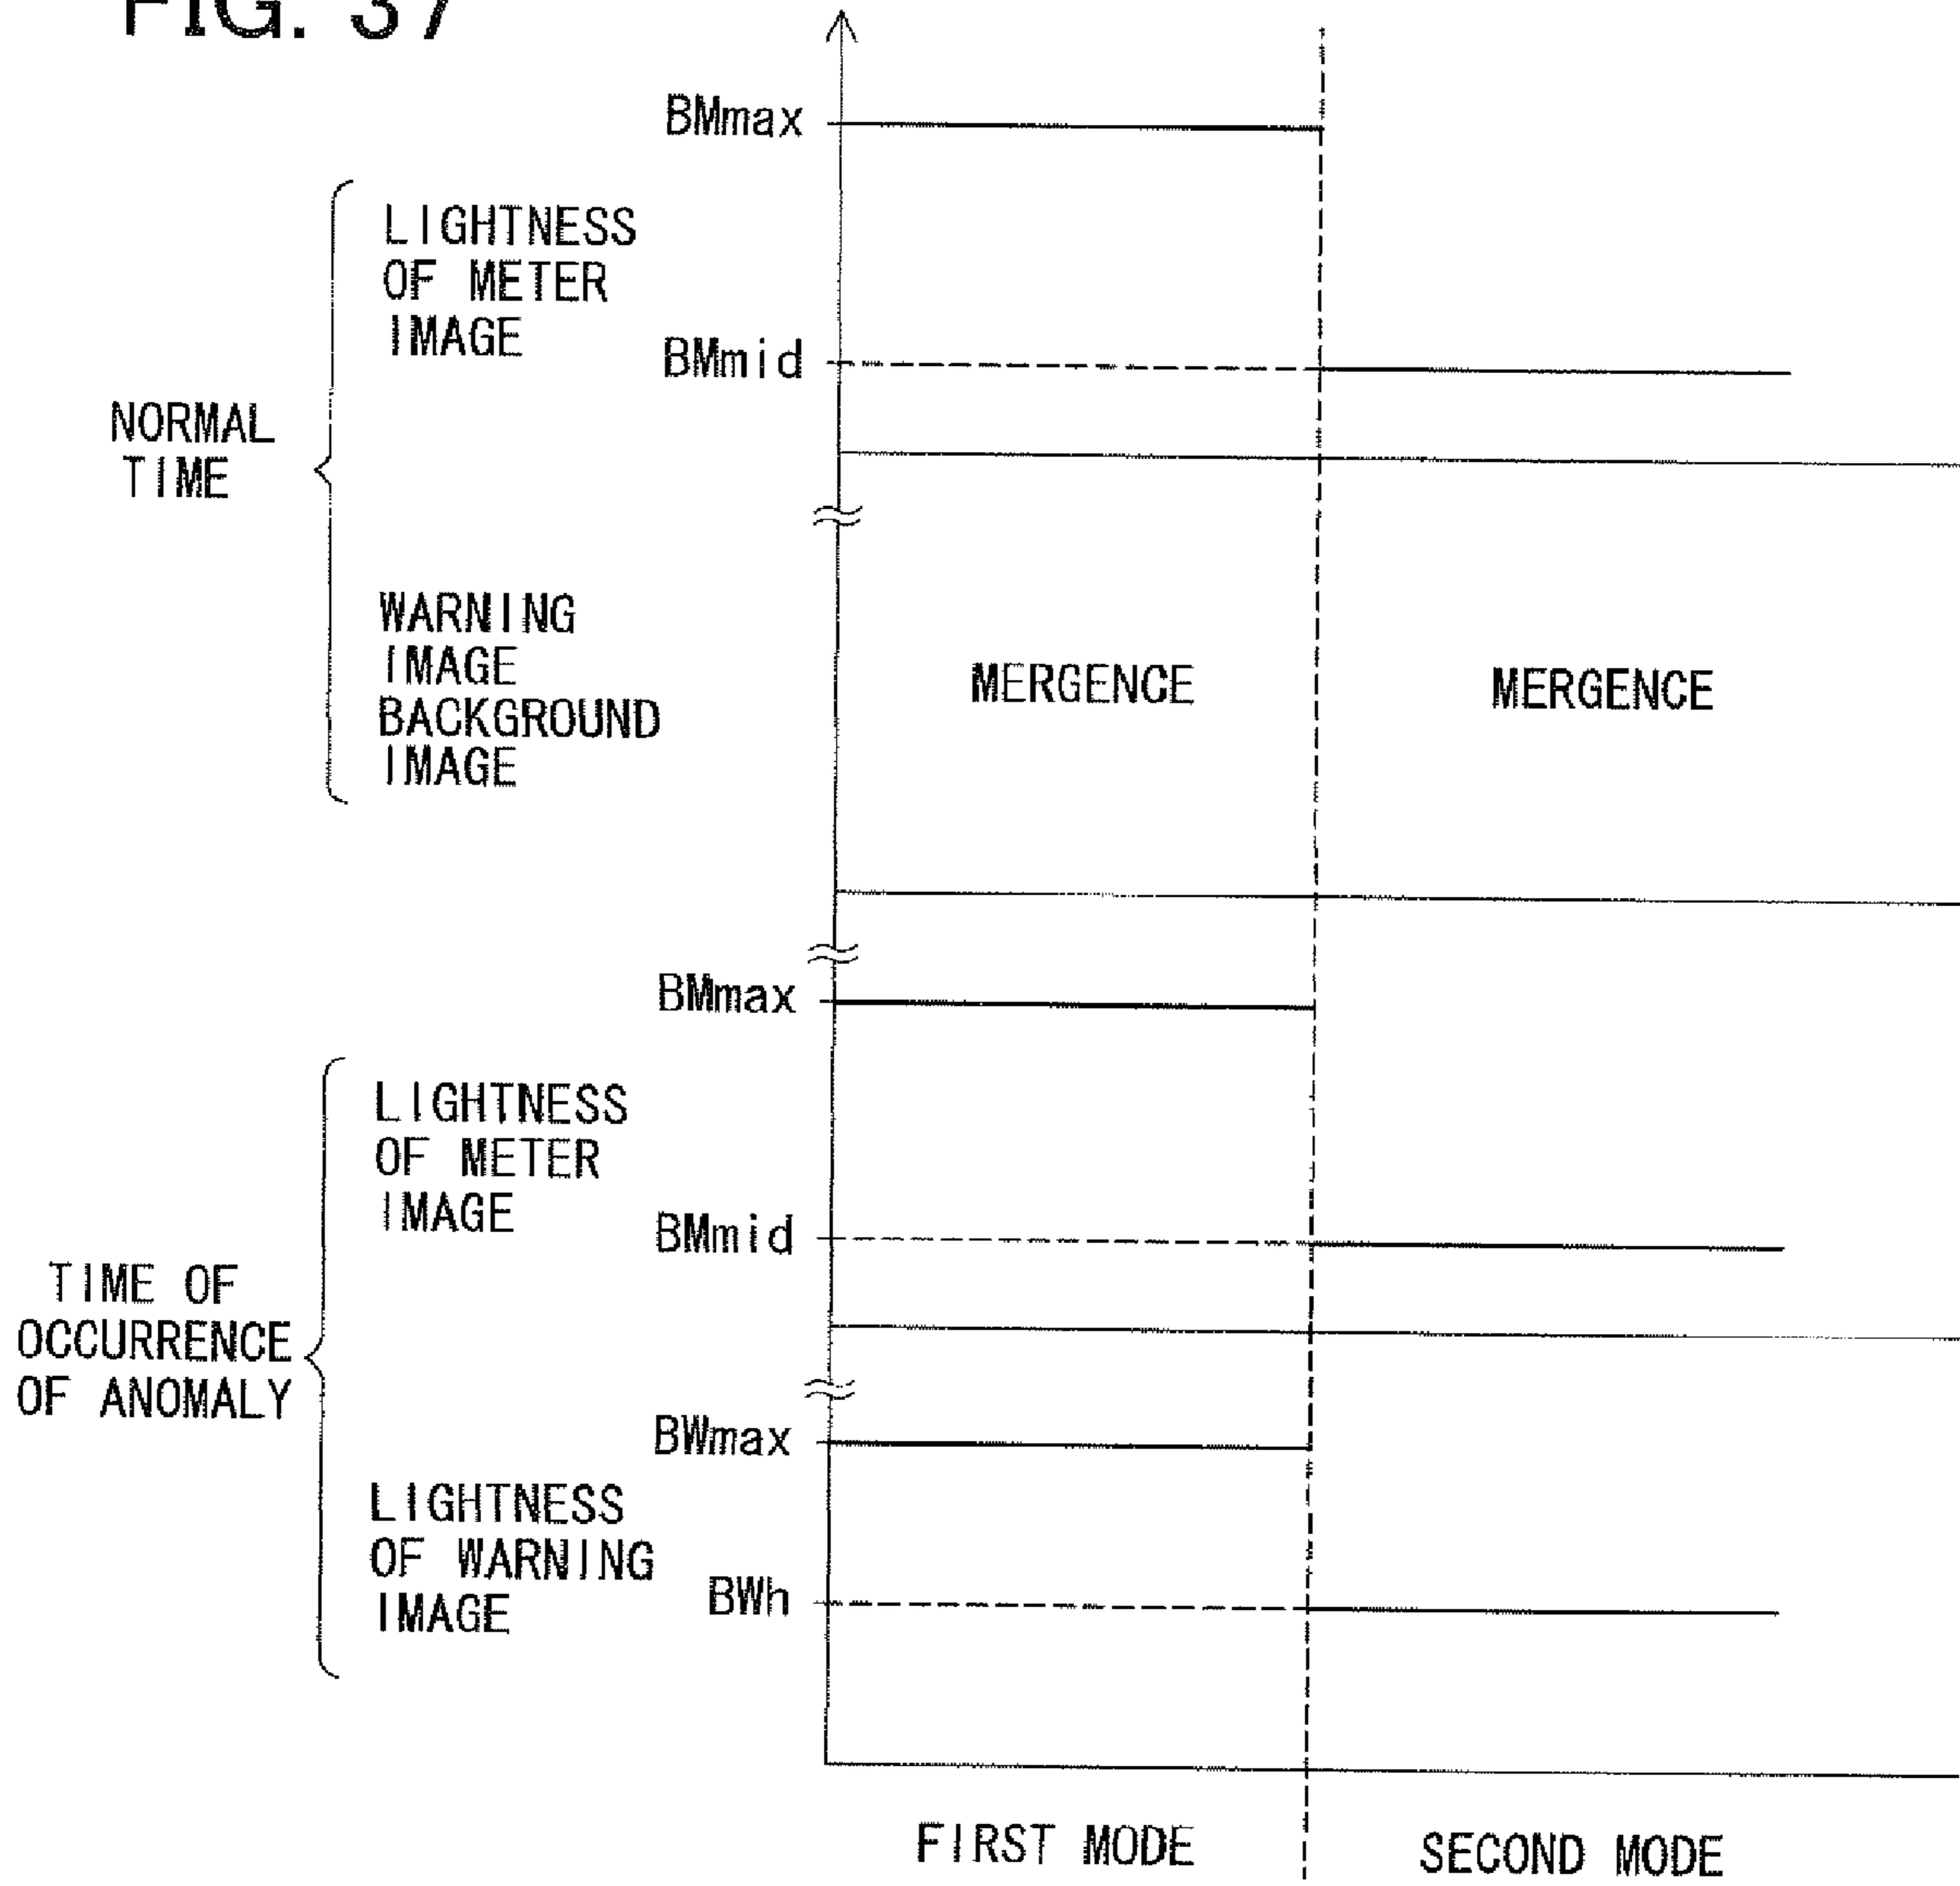 FIG. 37
BMmax
LIGHTNESS
OF METER
IMAGE
BMmid
NORMAL
TIME
WARNING
IMAGE
BACKGROUND
IMAGE
MERGENCE
MERGENCE
BMmax
LIGHTNESS
OF METER
IMAGE
BMmid
TIME OF
OCCURRENCE
OF ANOMALY
BWmax
LIGHTNESS
OF WARNING
IMAGE
BWh
FIRST MODE
SECOND MODE